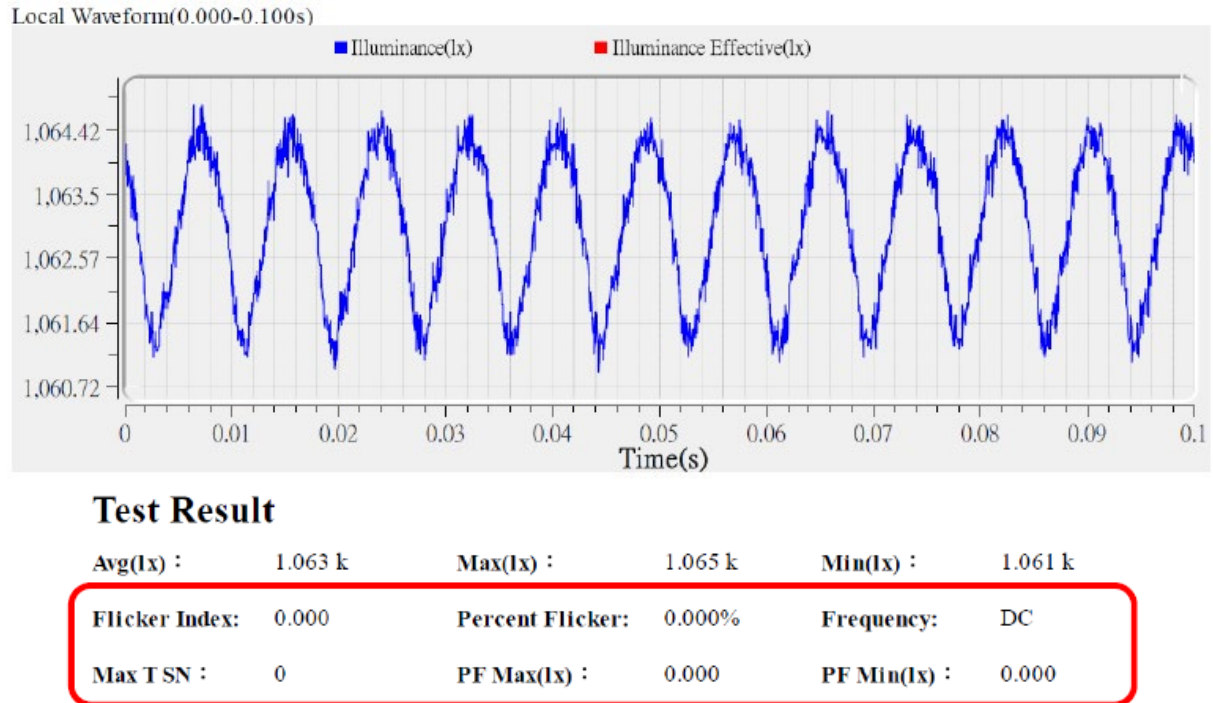 Local Waveform(0.000-0.100s)
Illuminance(lx) Illuminance Effective(lx)
1,064.42
1,063.5
1,062.57
1,061.64
1,060.72
0 0.01 0.02 0.03 0.04 0.05 0.06 0.07 0.08 0.09 0.1
Time(s)
Test Result
Avg(lx)： 1.063 k Max(lx)： 1.065 k Min(lx)： 1.061 k
Flicker Index: 0.000 Percent Flicker: 0.000% Frequency: DC
Max T SN： 0 PF Max(lx)： 0.000 PF Min(lx)： 0.000